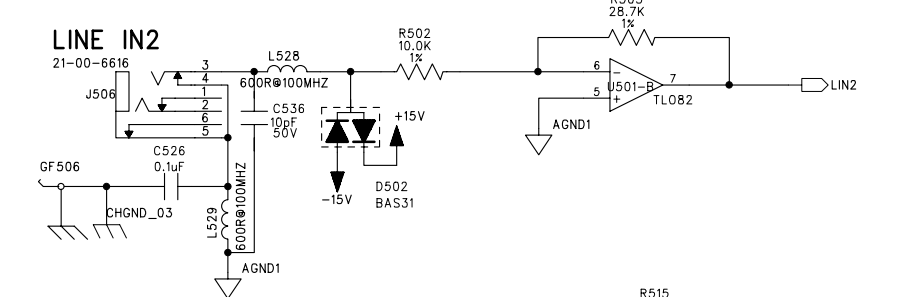 R503
28.7K
1%
LINE IN2
21-00-6616
J506
3
4
1
2
6
5
L528
600R@100MHZ
R502
10.0K
1%
6
5
U501-B
7
TL082
LIN2
C536
10pF
50V
+15V
-15V
D502
BAS31
AGND1
C526
0.1uF
GF506
CHGND_03
L529
600R@100MHZ
AGND1
R515